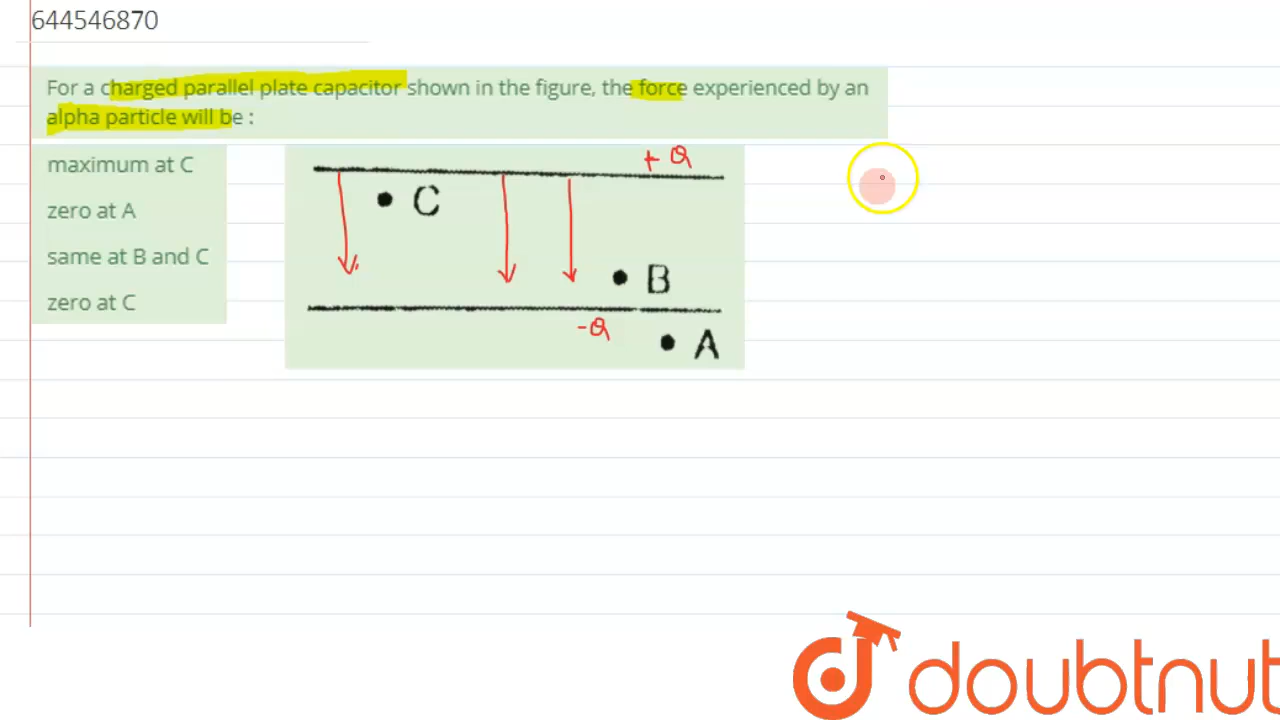 644546870
For a charged parallel plate capacitor shown in the figure, the force experienced by an
alpha particle will be :
maximum at C
zero at A
same at B and C
zero at C
+Q
C
B
-Q
A
doubtnut